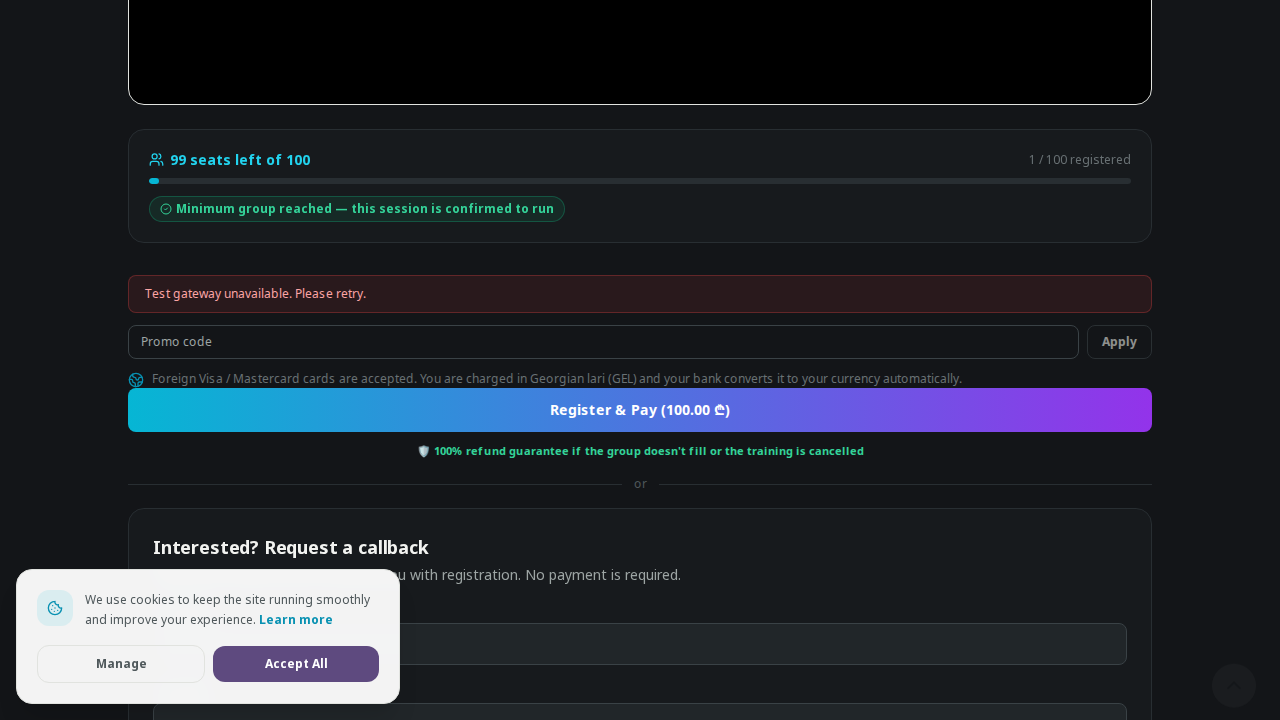 99 seats left of 100
1 / 100 registered
Minimum group reached — this session is confirmed to run
Test gateway unavailable. Please retry.
Promo code
Apply
Foreign Visa / Mastercard cards are accepted. You are charged in Georgian lari (GEL) and your bank converts it to your currency automatically.
Register & Pay (100.00 ₾)
100% refund guarantee if the group doesn't fill or the training is cancelled
or
Interested? Request a callback
u with registration. No payment is required.
We use cookies to keep the site running smoothly
and improve your experience. Learn more
Manage
Accept All